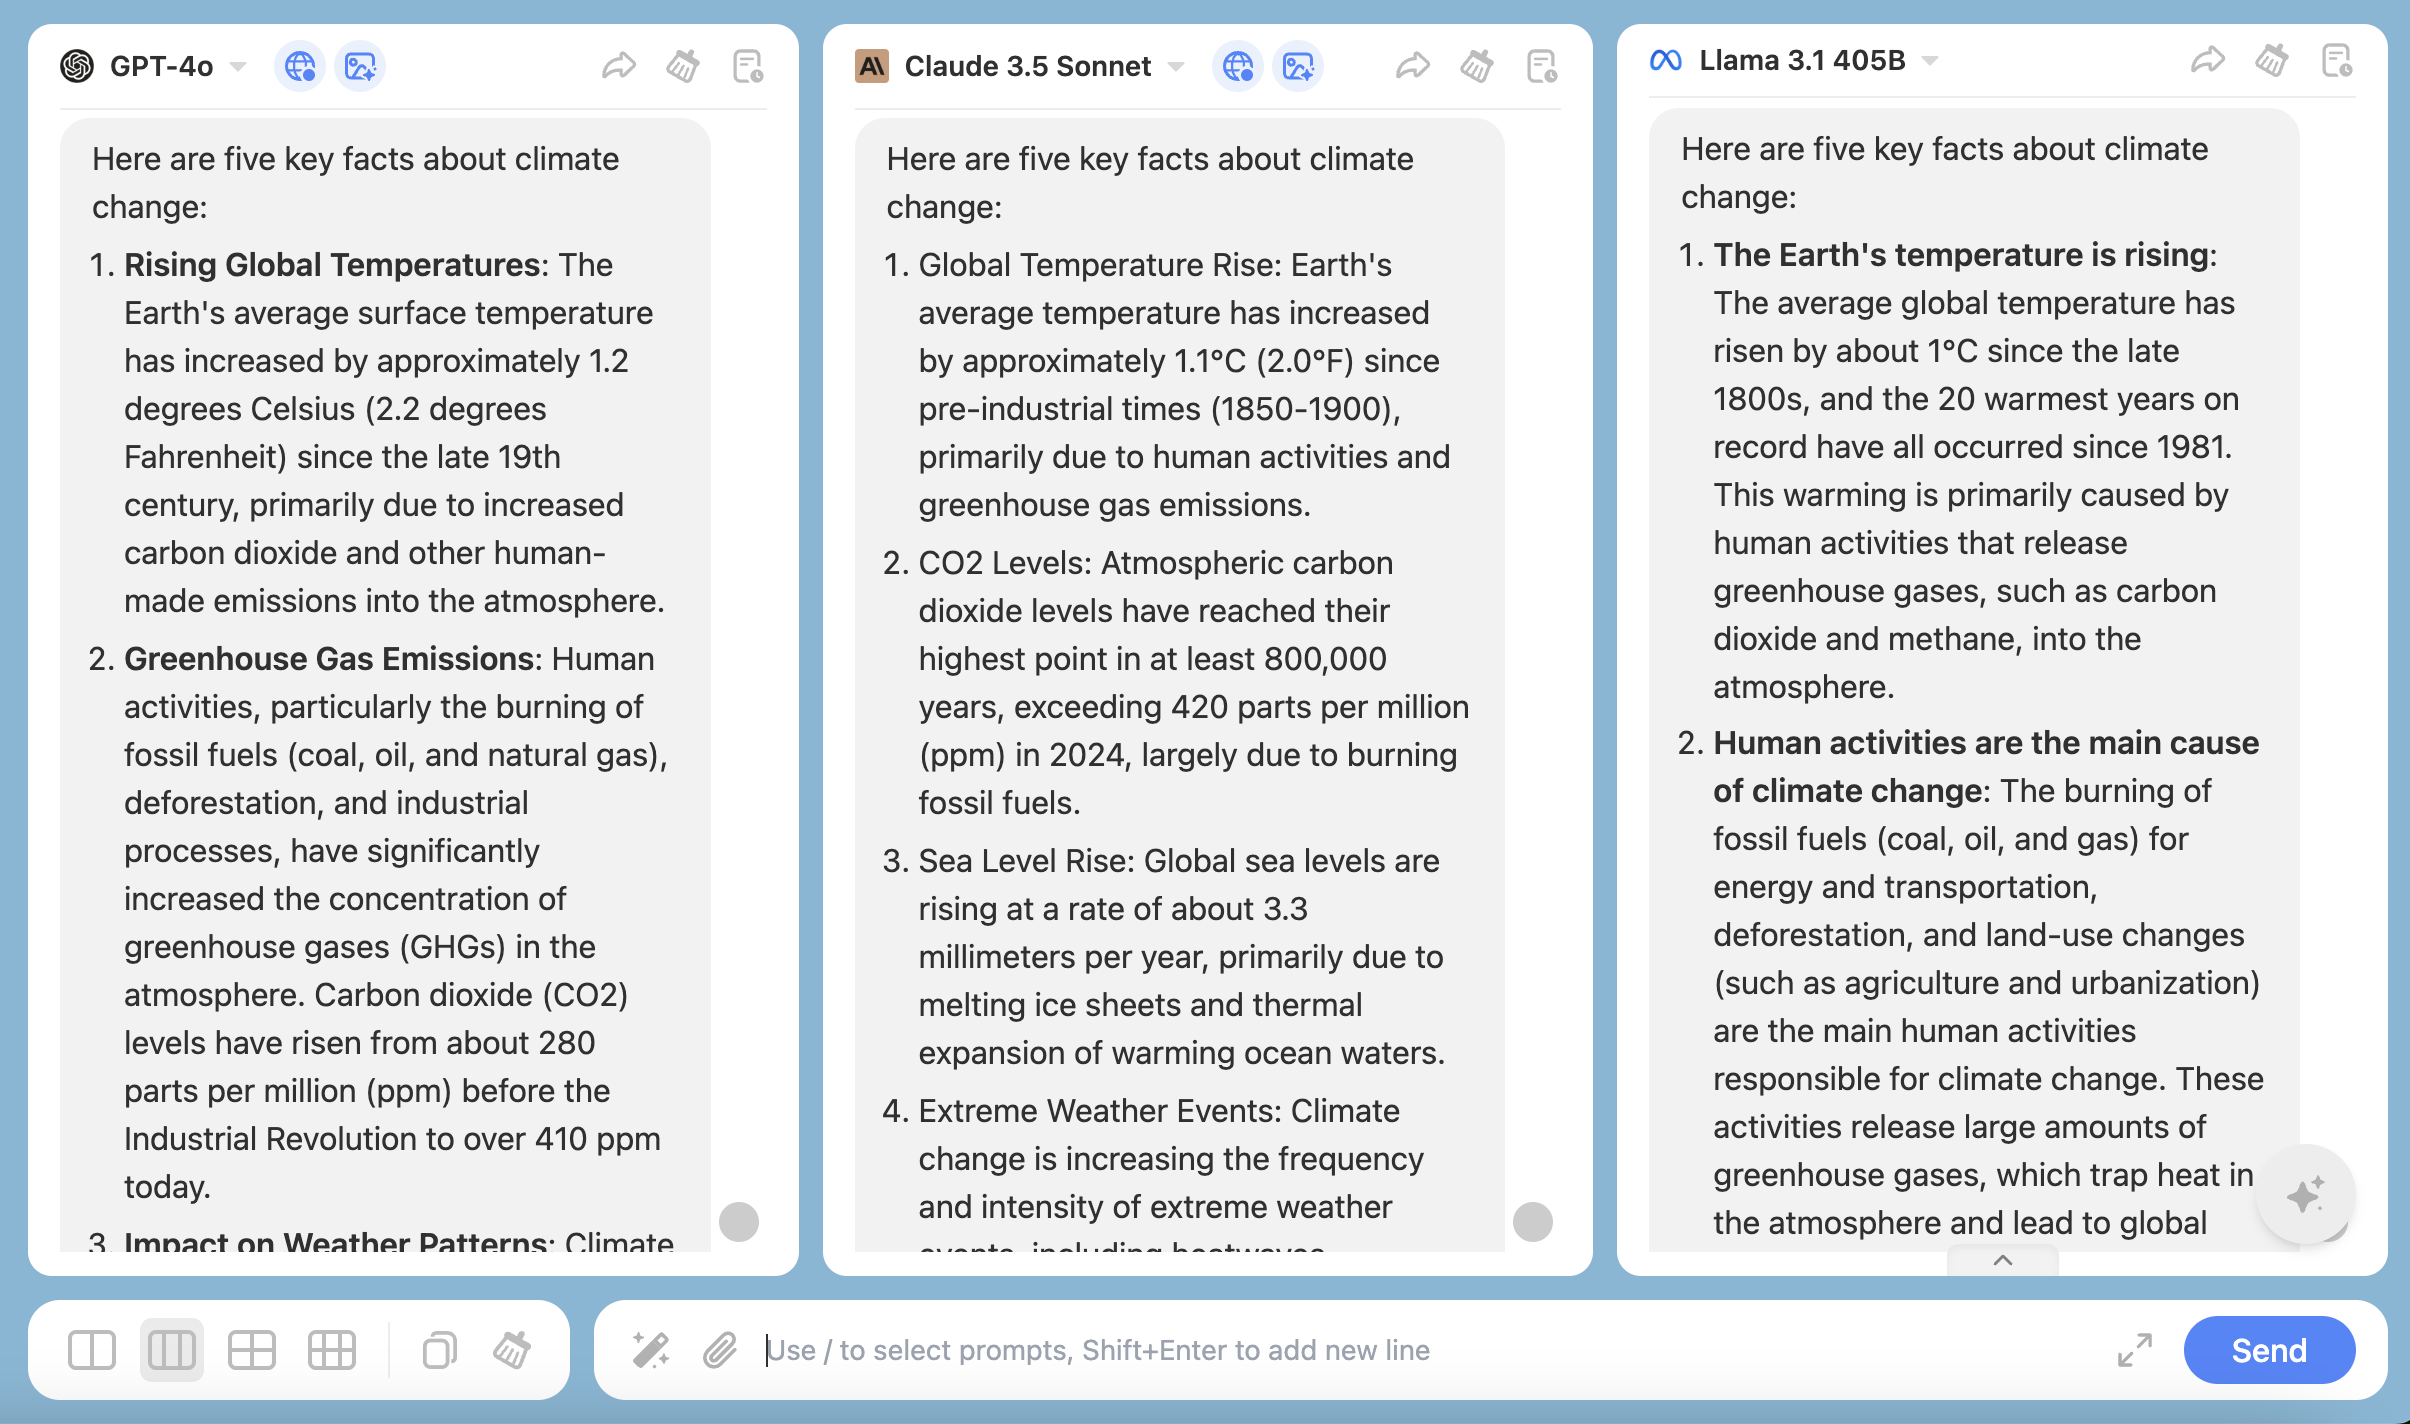 GPT-4o
Here are five key facts about climate
change:
1. Rising Global Temperatures: The
Earth's average surface temperature
has increased by approximately 1.2
degrees Celsius (2.2 degrees
Fahrenheit) since the late 19th
century, primarily due to increased
carbon dioxide and other human-
made emissions into the atmosphere.
2. Greenhouse Gas Emissions: Human
activities, particularly the burning of
fossil fuels (coal, oil, and natural gas),
deforestation, and industrial
processes, have significantly
increased the concentration of
greenhouse gases (GHGs) in the
atmosphere. Carbon dioxide (CO2)
levels have risen from about 280
parts per million (ppm) before the
Industrial Revolution to over 410 ppm
today.
3. Impact on Weather Patterns: Climate
Claude 3.5 Sonnet
Here are five key facts about climate
change:
1. Global Temperature Rise: Earth's
average temperature has increased
by approximately 1.1°C (2.0°F) since
pre-industrial times (1850-1900),
primarily due to human activities and
greenhouse gas emissions.
2. CO2 Levels: Atmospheric carbon
dioxide levels have reached their
highest point in at least 800,000
years, exceeding 420 parts per million
(ppm) in 2024, largely due to burning
fossil fuels.
3. Sea Level Rise: Global sea levels are
rising at a rate of about 3.3
millimeters per year, primarily due to
melting ice sheets and thermal
expansion of warming ocean waters.
4. Extreme Weather Events: Climate
change is increasing the frequency
and intensity of extreme weather
events, including heatwaves,
Llama 3.1 405B
Here are five key facts about climate
change:
1. The Earth's temperature is rising:
The average global temperature has
risen by about 1°C since the late
1800s, and the 20 warmest years on
record have all occurred since 1981.
This warming is primarily caused by
human activities that release
greenhouse gases, such as carbon
dioxide and methane, into the
atmosphere.
2. Human activities are the main cause
of climate change: The burning of
fossil fuels (coal, oil, and gas) for
energy and transportation,
deforestation, and land-use changes
(such as agriculture and urbanization)
are the main human activities
responsible for climate change. These
activities release large amounts of
greenhouse gases, which trap heat in
the atmosphere and lead to global
Use / to select prompts, Shift+Enter to add new line
Send